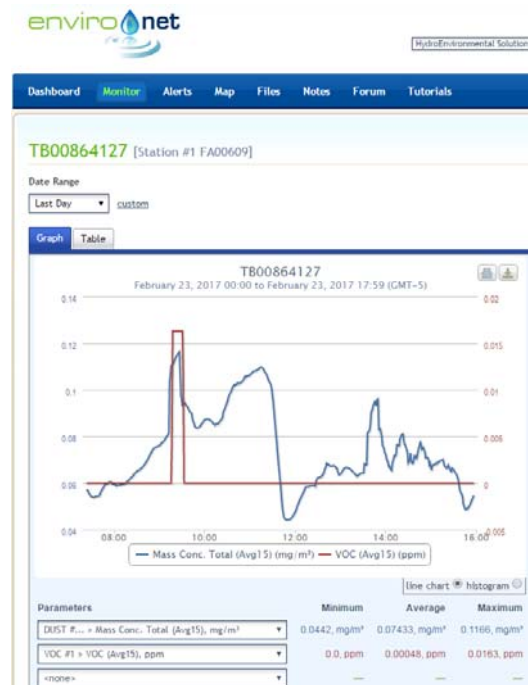 enviro net
HydroEnvironmental Solution
Dashboard Monitor Alerts Map Files Notes Forum Tutorials
TB00864127 [Station #1 FA00609]
Date Range
Last Day custom
Graph Table
TB00864127
February 23, 2017 00:00 to February 23, 2017 17:59 (GMT-5)
0.14 0.02
0.12 0.015
0.1 0.01
0.08 0.005
0.06 0
0.04 -0.005
08:00 10:00 12:00 14:00 16:00
Mass Conc. Total (Avg15) (mg/m³) VOC (Avg15) (ppm)
line chart histogram
Parameters Minimum Average Maximum
DUST #... » Mass Conc. Total (Avg15), mg/m³ 0.0442, mg/m³ 0.07433, mg/m³ 0.1166, mg/m³
VOC #1 » VOC (Avg15), ppm 0.0, ppm 0.00048, ppm 0.0163, ppm
<none> — — —